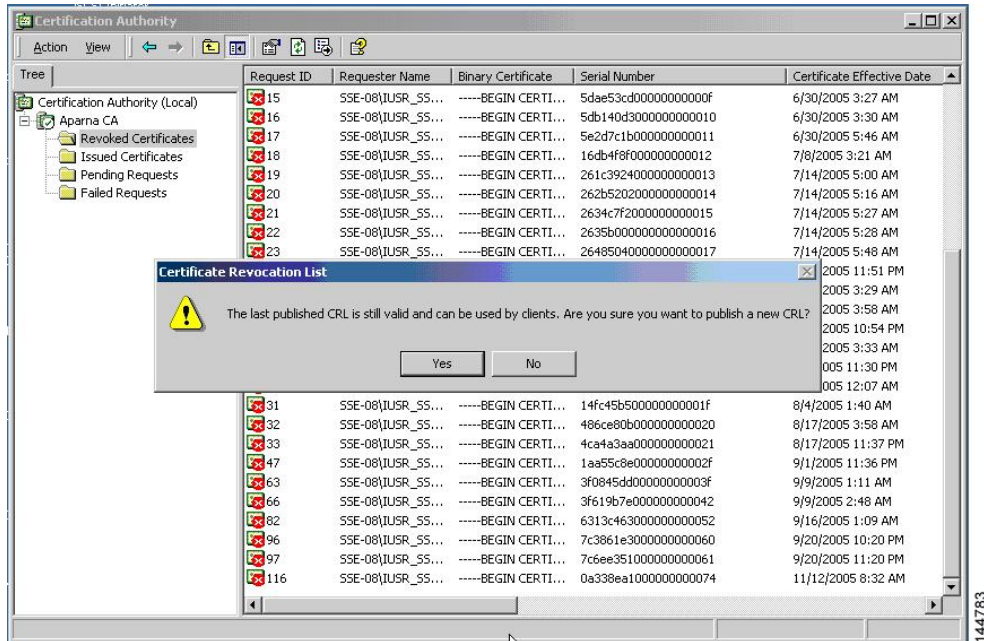 Certification Authority
Action View
Tree
Request ID Requester Name Binary Certificate Serial Number Certificate Effective Date
Certification Authority (Local)
Aparna CA
Revoked Certificates
Issued Certificates
Pending Requests
Failed Requests
15 SSE-08\IUSR_SS... -----BEGIN CERTI... 5dae53cd00000000000f 6/30/2005 3:27 AM
16 SSE-08\IUSR_SS... -----BEGIN CERTI... 5db140d3000000000010 6/30/2005 3:30 AM
17 SSE-08\IUSR_SS... -----BEGIN CERTI... 5e2d7c1b000000000011 6/30/2005 5:46 AM
18 SSE-08\IUSR_SS... -----BEGIN CERTI... 16db4f8f000000000012 7/8/2005 3:21 AM
19 SSE-08\IUSR_SS... -----BEGIN CERTI... 261c3924000000000013 7/14/2005 5:00 AM
20 SSE-08\IUSR_SS... -----BEGIN CERTI... 262b5202000000000014 7/14/2005 5:16 AM
21 SSE-08\IUSR_SS... -----BEGIN CERTI... 2634c7f2000000000015 7/14/2005 5:27 AM
22 SSE-08\IUSR_SS... -----BEGIN CERTI... 2635b000000000000016 7/14/2005 5:28 AM
23 SSE-08\IUSR_SS... -----BEGIN CERTI... 26485040000000000017 7/14/2005 5:48 AM
2005 11:51 PM
2005 3:29 AM
2005 3:58 AM
2005 10:54 PM
2005 3:33 AM
005 11:30 PM
005 12:07 AM
Certificate Revocation List
The last published CRL is still valid and can be used by clients. Are you sure you want to publish a new CRL?
Yes No
31 SSE-08\IUSR_SS... -----BEGIN CERTI... 14fc45b500000000001f 8/4/2005 1:40 AM
32 SSE-08\IUSR_SS... -----BEGIN CERTI... 486ce80b000000000020 8/17/2005 3:58 AM
33 SSE-08\IUSR_SS... -----BEGIN CERTI... 4ca4a3aa000000000021 8/17/2005 11:37 PM
47 SSE-08\IUSR_SS... -----BEGIN CERTI... 1aa55c8e00000000002f 9/1/2005 11:36 PM
63 SSE-08\IUSR_SS... -----BEGIN CERTI... 3f0845dd00000000003f 9/9/2005 1:11 AM
66 SSE-08\IUSR_SS... -----BEGIN CERTI... 3f619b7e000000000042 9/9/2005 2:48 AM
82 SSE-08\IUSR_SS... -----BEGIN CERTI... 6313c463000000000052 9/16/2005 1:09 AM
96 SSE-08\IUSR_SS... -----BEGIN CERTI... 7c3861e3000000000060 9/20/2005 10:20 PM
97 SSE-08\IUSR_SS... -----BEGIN CERTI... 7c6ee351000000000061 9/20/2005 11:20 PM
116 SSE-08\IUSR_SS... -----BEGIN CERTI... 0a338ea1000000000074 11/12/2005 8:32 AM
144783